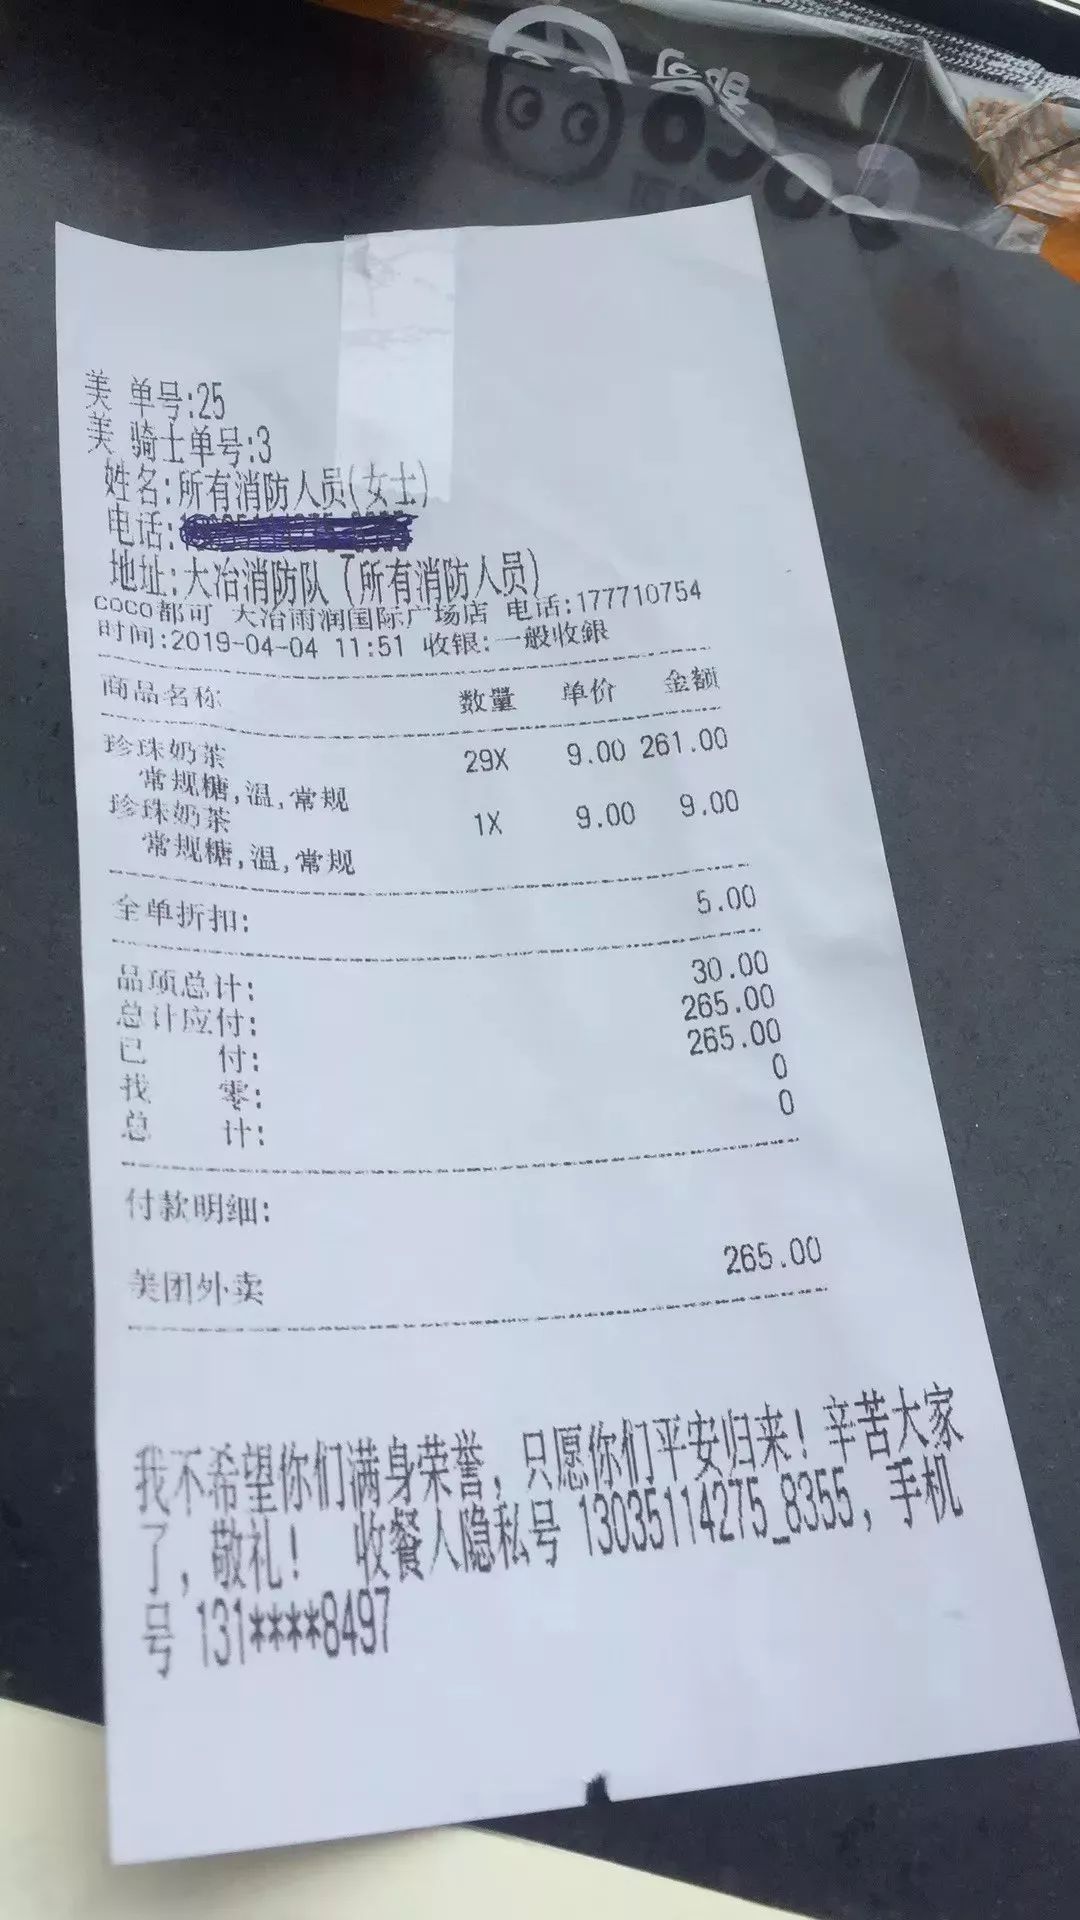 美 单号:25
美 骑士单号:3
姓名:所有消防人员(女士)
电话:
地址:大冶消防队 (所有消防人员)
COCO都可 大冶雨润国际广场店 电话:177710754
时间:2019-04-04 11:51 收银:一般收銀
商品名称 数量 单价 金额
珍珠奶茶 29X 9.00 261.00
常规糖,温,常规
珍珠奶茶 1X 9.00 9.00
常规糖,温,常规
全单折扣: 5.00
品项总计: 30.00
总计应付: 265.00
已 付: 265.00
找 零: 0
总 计: 0
付款明细:
美团外卖 265.00
我不希望你们满身荣誉，只愿你们平安归来！辛苦大家
了，敬礼！ 收餐人隐私号 13035114275_8355，手机
号 131****8497